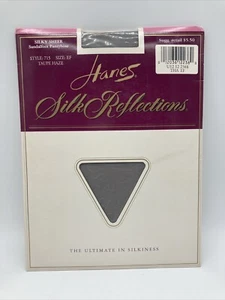 SILKY SHEER
Sandalfoot Pantyhose
Sugg. retail $5.50
STYLE 715 SIZE EF
TAUPE HAZE
Hanes
Silk Reflections
THE ULTIMATE IN SILKINESS